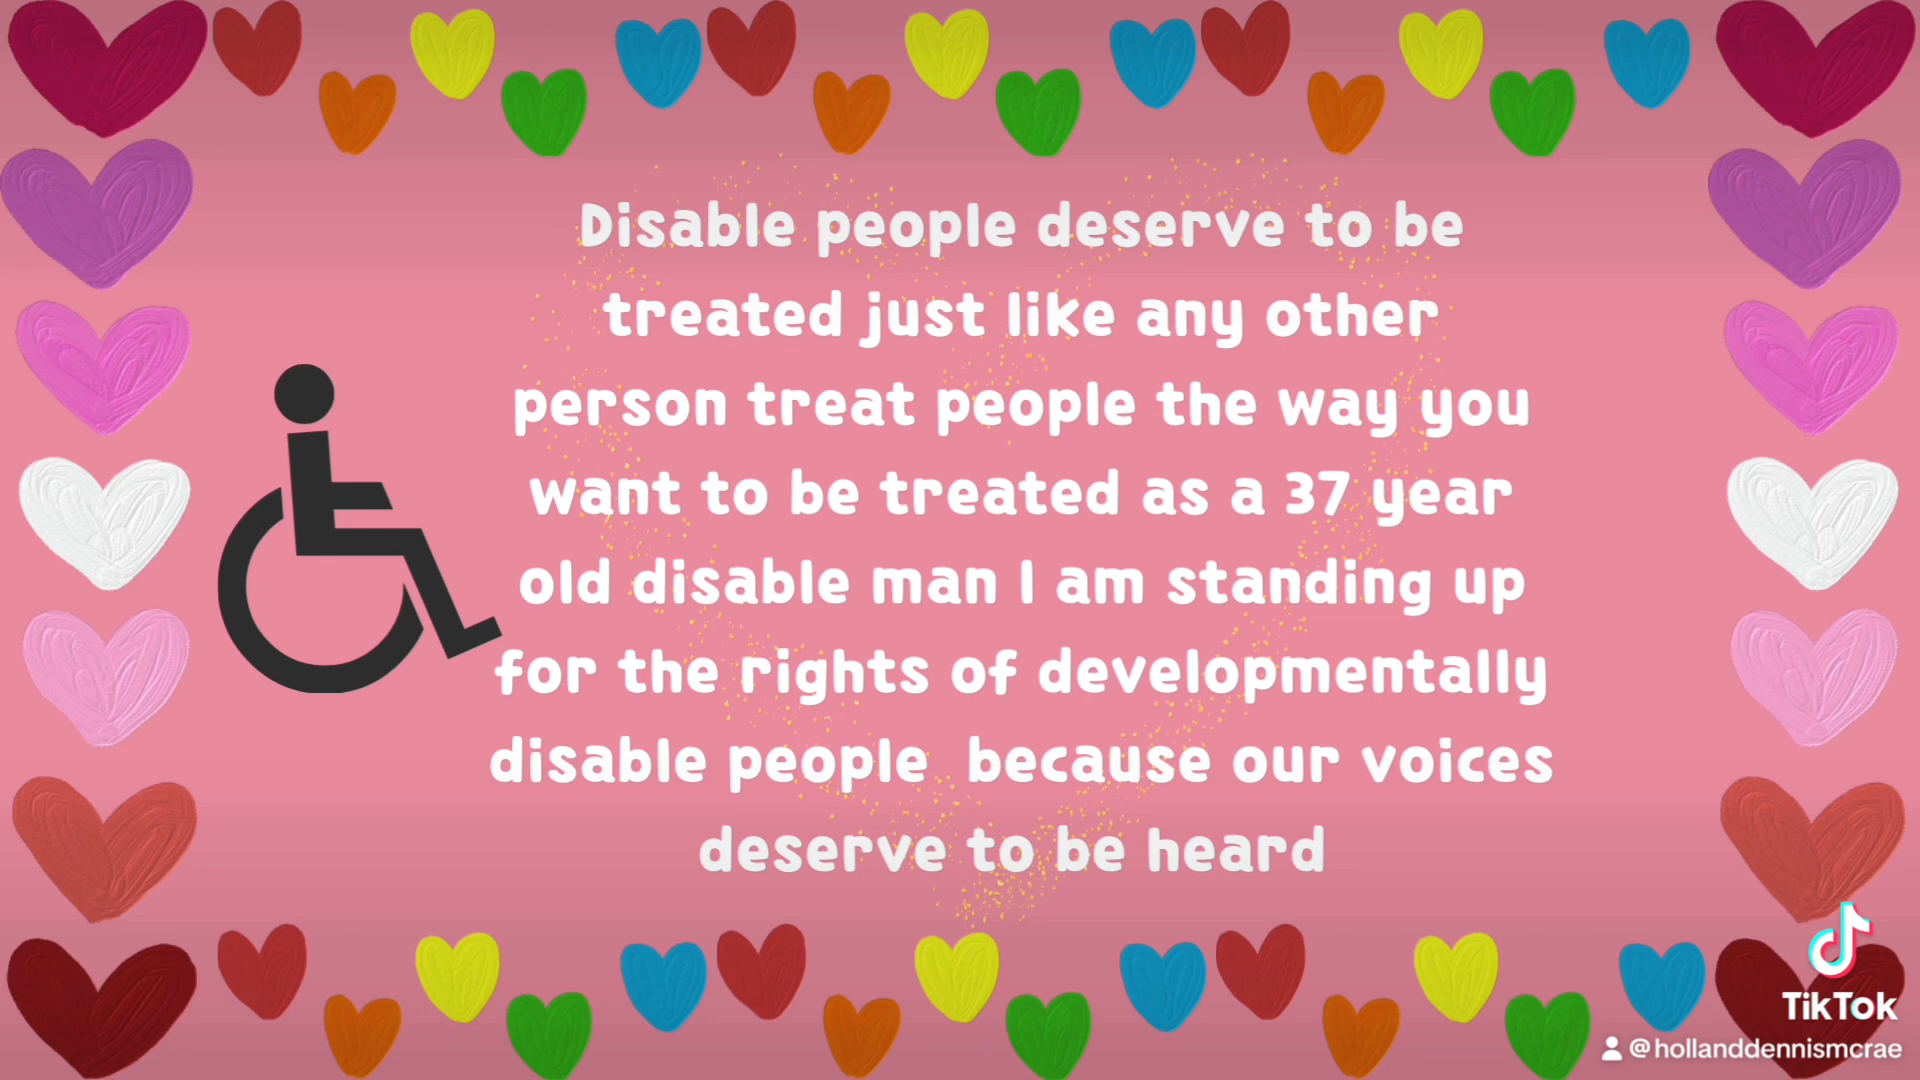 Disable people deserve to be
treated just like any other
person treat people the way you
want to be treated as a 37 year
old disable man I am standing up
for the rights of developmentally
disable people because our voices
deserve to be heard
TikTok
@hollanddennismcrae